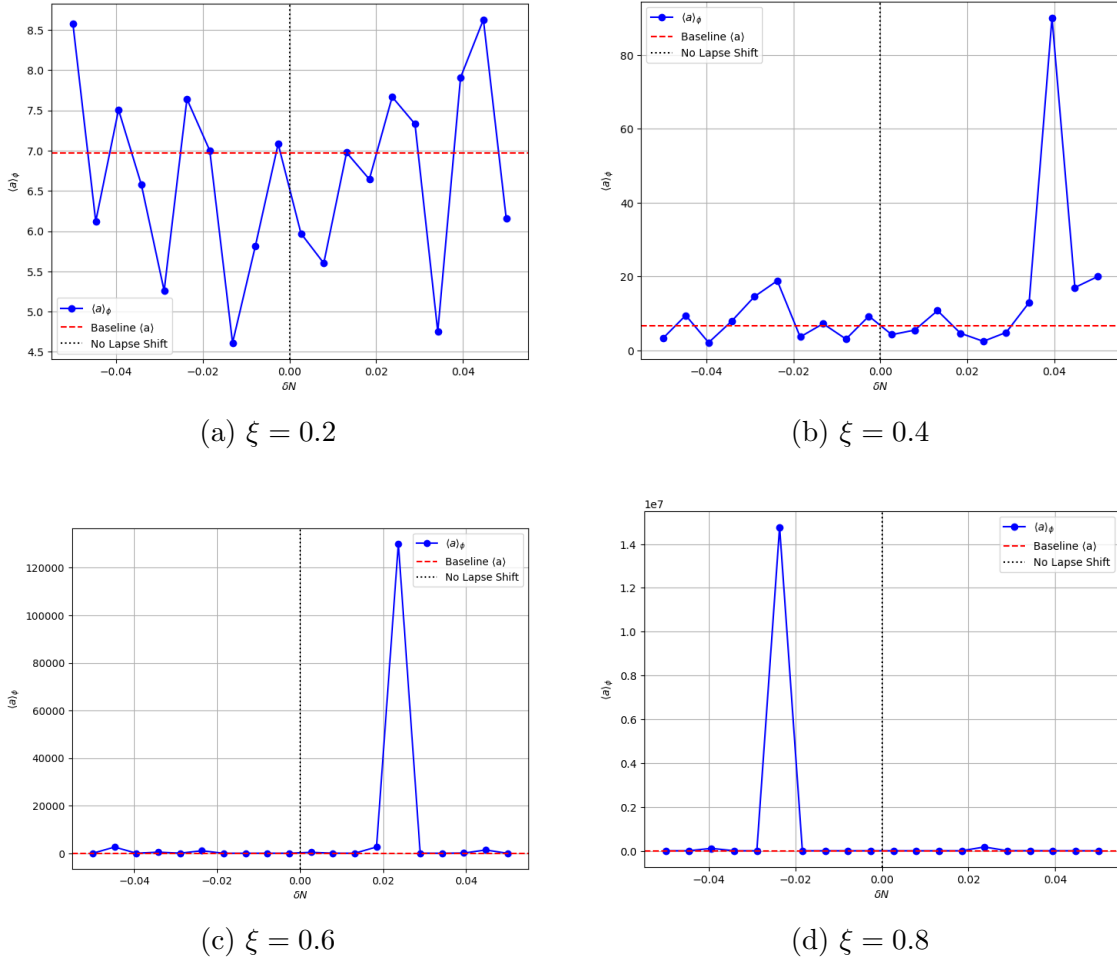 8.5
8.0
7.5
7.0
6.5
6.0
5.5
5.0
4.5
⟨a⟩ϕ
⟨a⟩ϕ
Baseline ⟨a⟩
No Lapse Shift
−0.04 −0.02 0.00 0.02 0.04
δN
(a) ξ = 0.2
80
60
40
20
0
⟨a⟩ϕ
⟨a⟩ϕ
Baseline ⟨a⟩
No Lapse Shift
−0.04 −0.02 0.00 0.02 0.04
δN
(b) ξ = 0.4
120000
100000
80000
60000
40000
20000
0
⟨a⟩ϕ
⟨a⟩ϕ
Baseline ⟨a⟩
No Lapse Shift
−0.04 −0.02 0.00 0.02 0.04
δN
(c) ξ = 0.6
1e7
1.4
1.2
1.0
0.8
0.6
0.4
0.2
0.0
⟨a⟩ϕ
⟨a⟩ϕ
Baseline ⟨a⟩
No Lapse Shift
−0.04 −0.02 0.00 0.02 0.04
δN
(d) ξ = 0.8